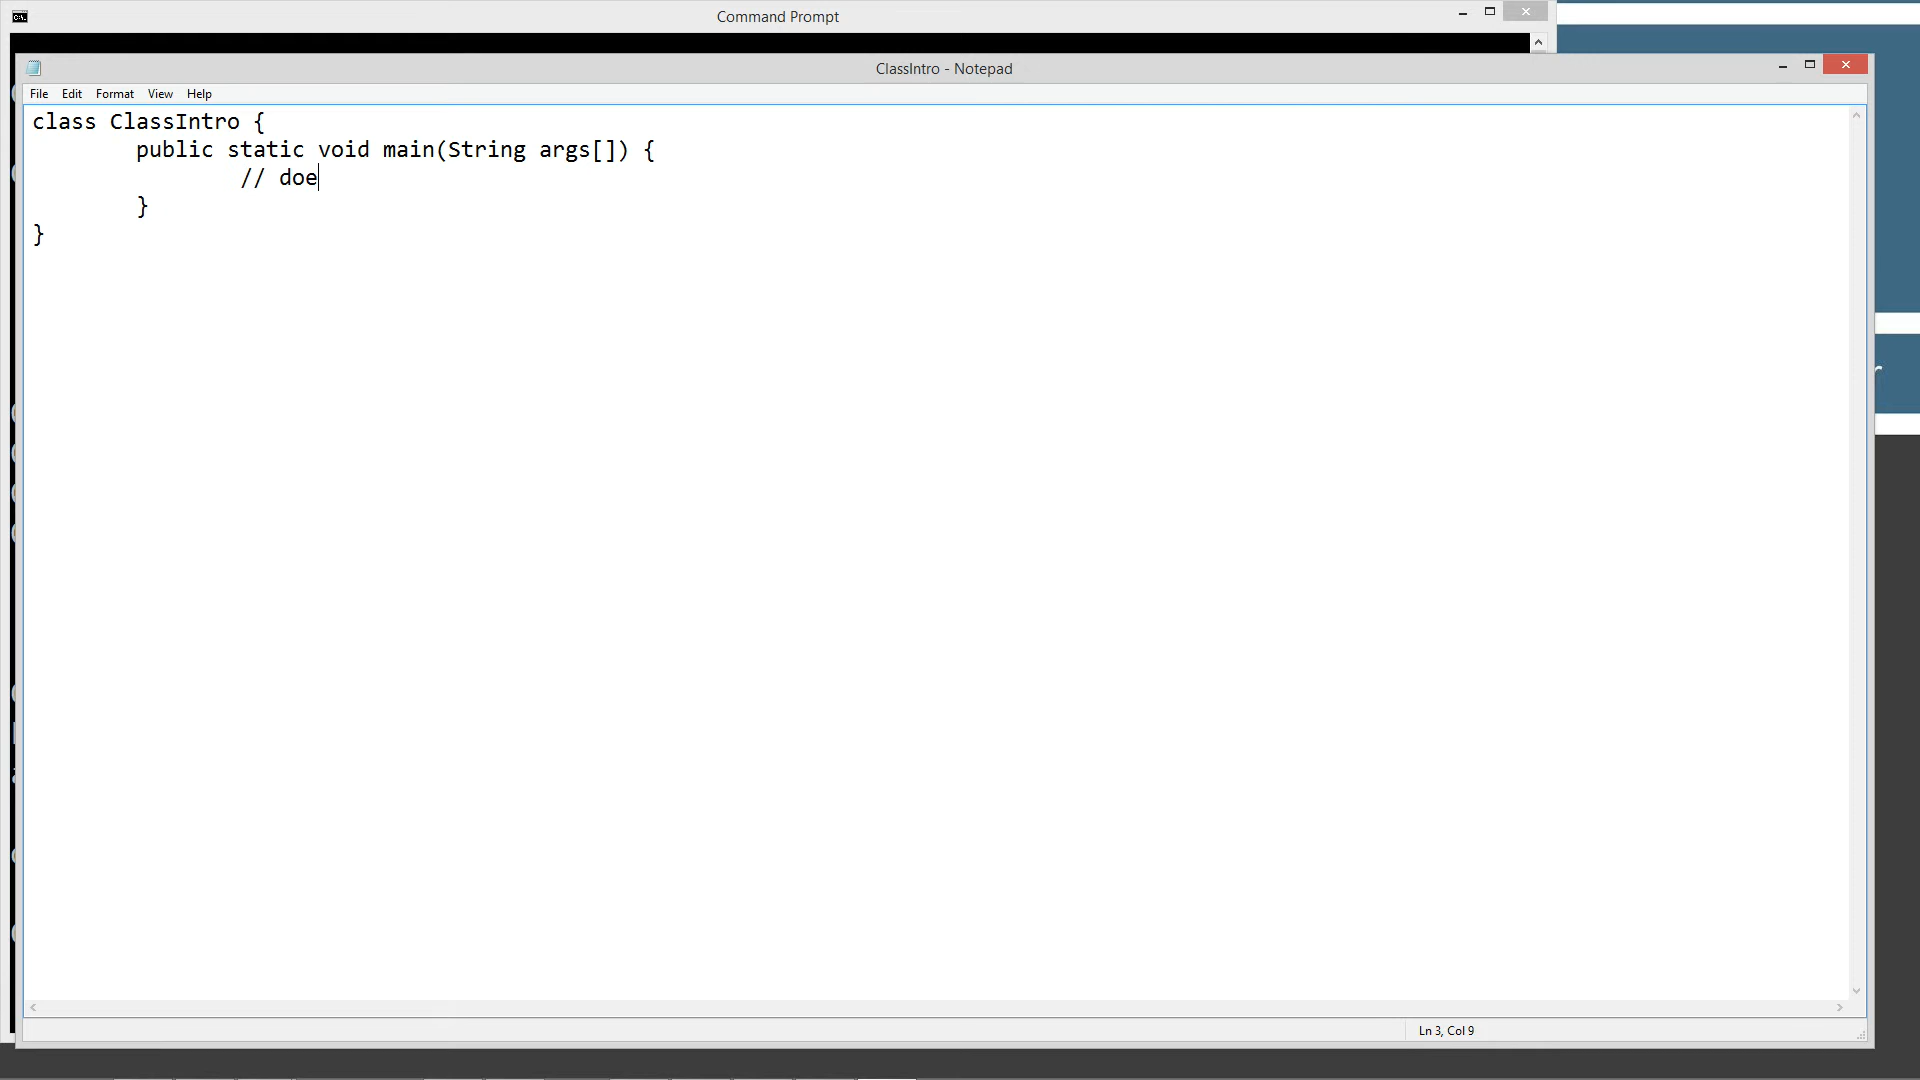 Command Prompt
ClassIntro - Notepad
File Edit Format View Help
class ClassIntro {
public static void main(String args[]) {
// doe
}
}
Ln 3, Col 9